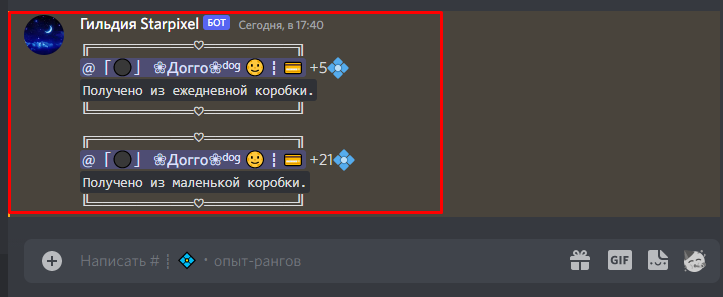 Гильдия Starpixel БОТ Сегодня, в 17:40
╔══════════♡══════════╗
@「⚫」 ❀Догго❀ᵈᵒᵍ 🙂 ┊ 💳 +5💠
Получено из ежедневной коробки.
╚══════════♡══════════╝
╔══════════♡══════════╗
@「⚫」 ❀Догго❀ᵈᵒᵍ 🙂 ┊ 💳 +21💠
Получено из маленькой коробки.
╚══════════♡══════════╝
Написать #┊💠・опыт-рангов
GIF